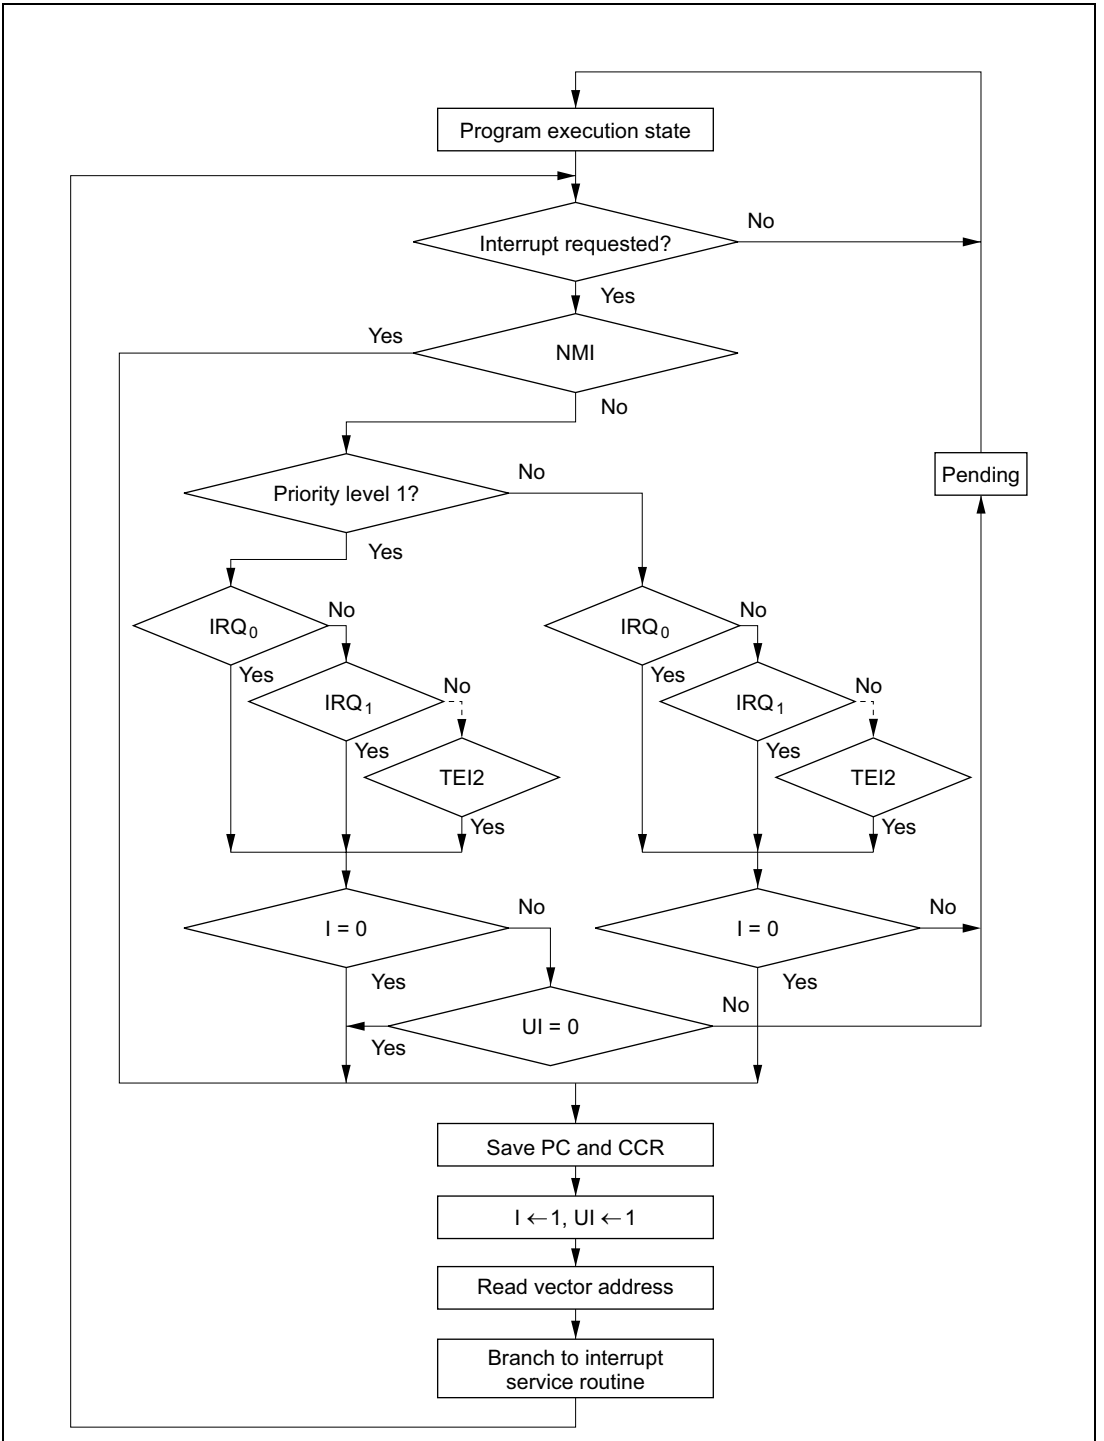 Program execution state
No
Interrupt requested?
Yes
Yes
NMI
No
No
Pending
Priority level 1?
Yes
No
No
IRQ0
IRQ0
Yes
No
Yes
No
IRQ1
IRQ1
Yes
Yes
TEI2
TEI2
Yes
Yes
No
No
I = 0
I = 0
Yes
Yes
No
UI = 0
Yes
Save PC and CCR
I ← 1, UI ← 1
Read vector address
Branch to interrupt
service routine